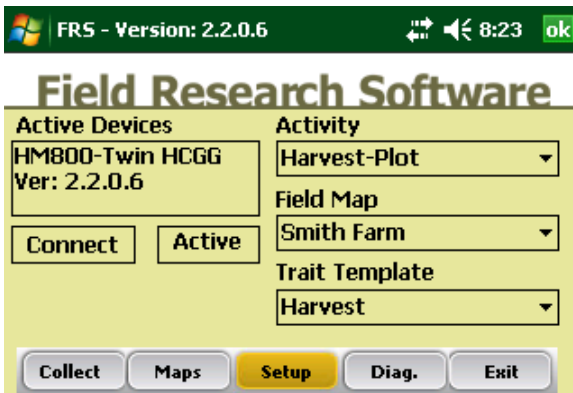 FRS - Version: 2.2.0.6 8:23 ok
Field Research Software
Active Devices
HM800-Twin HCGG
Ver: 2.2.0.6
Connect Active
Activity
Harvest-Plot
Field Map
Smith Farm
Trait Template
Harvest
Collect Maps Setup Diag. Exit